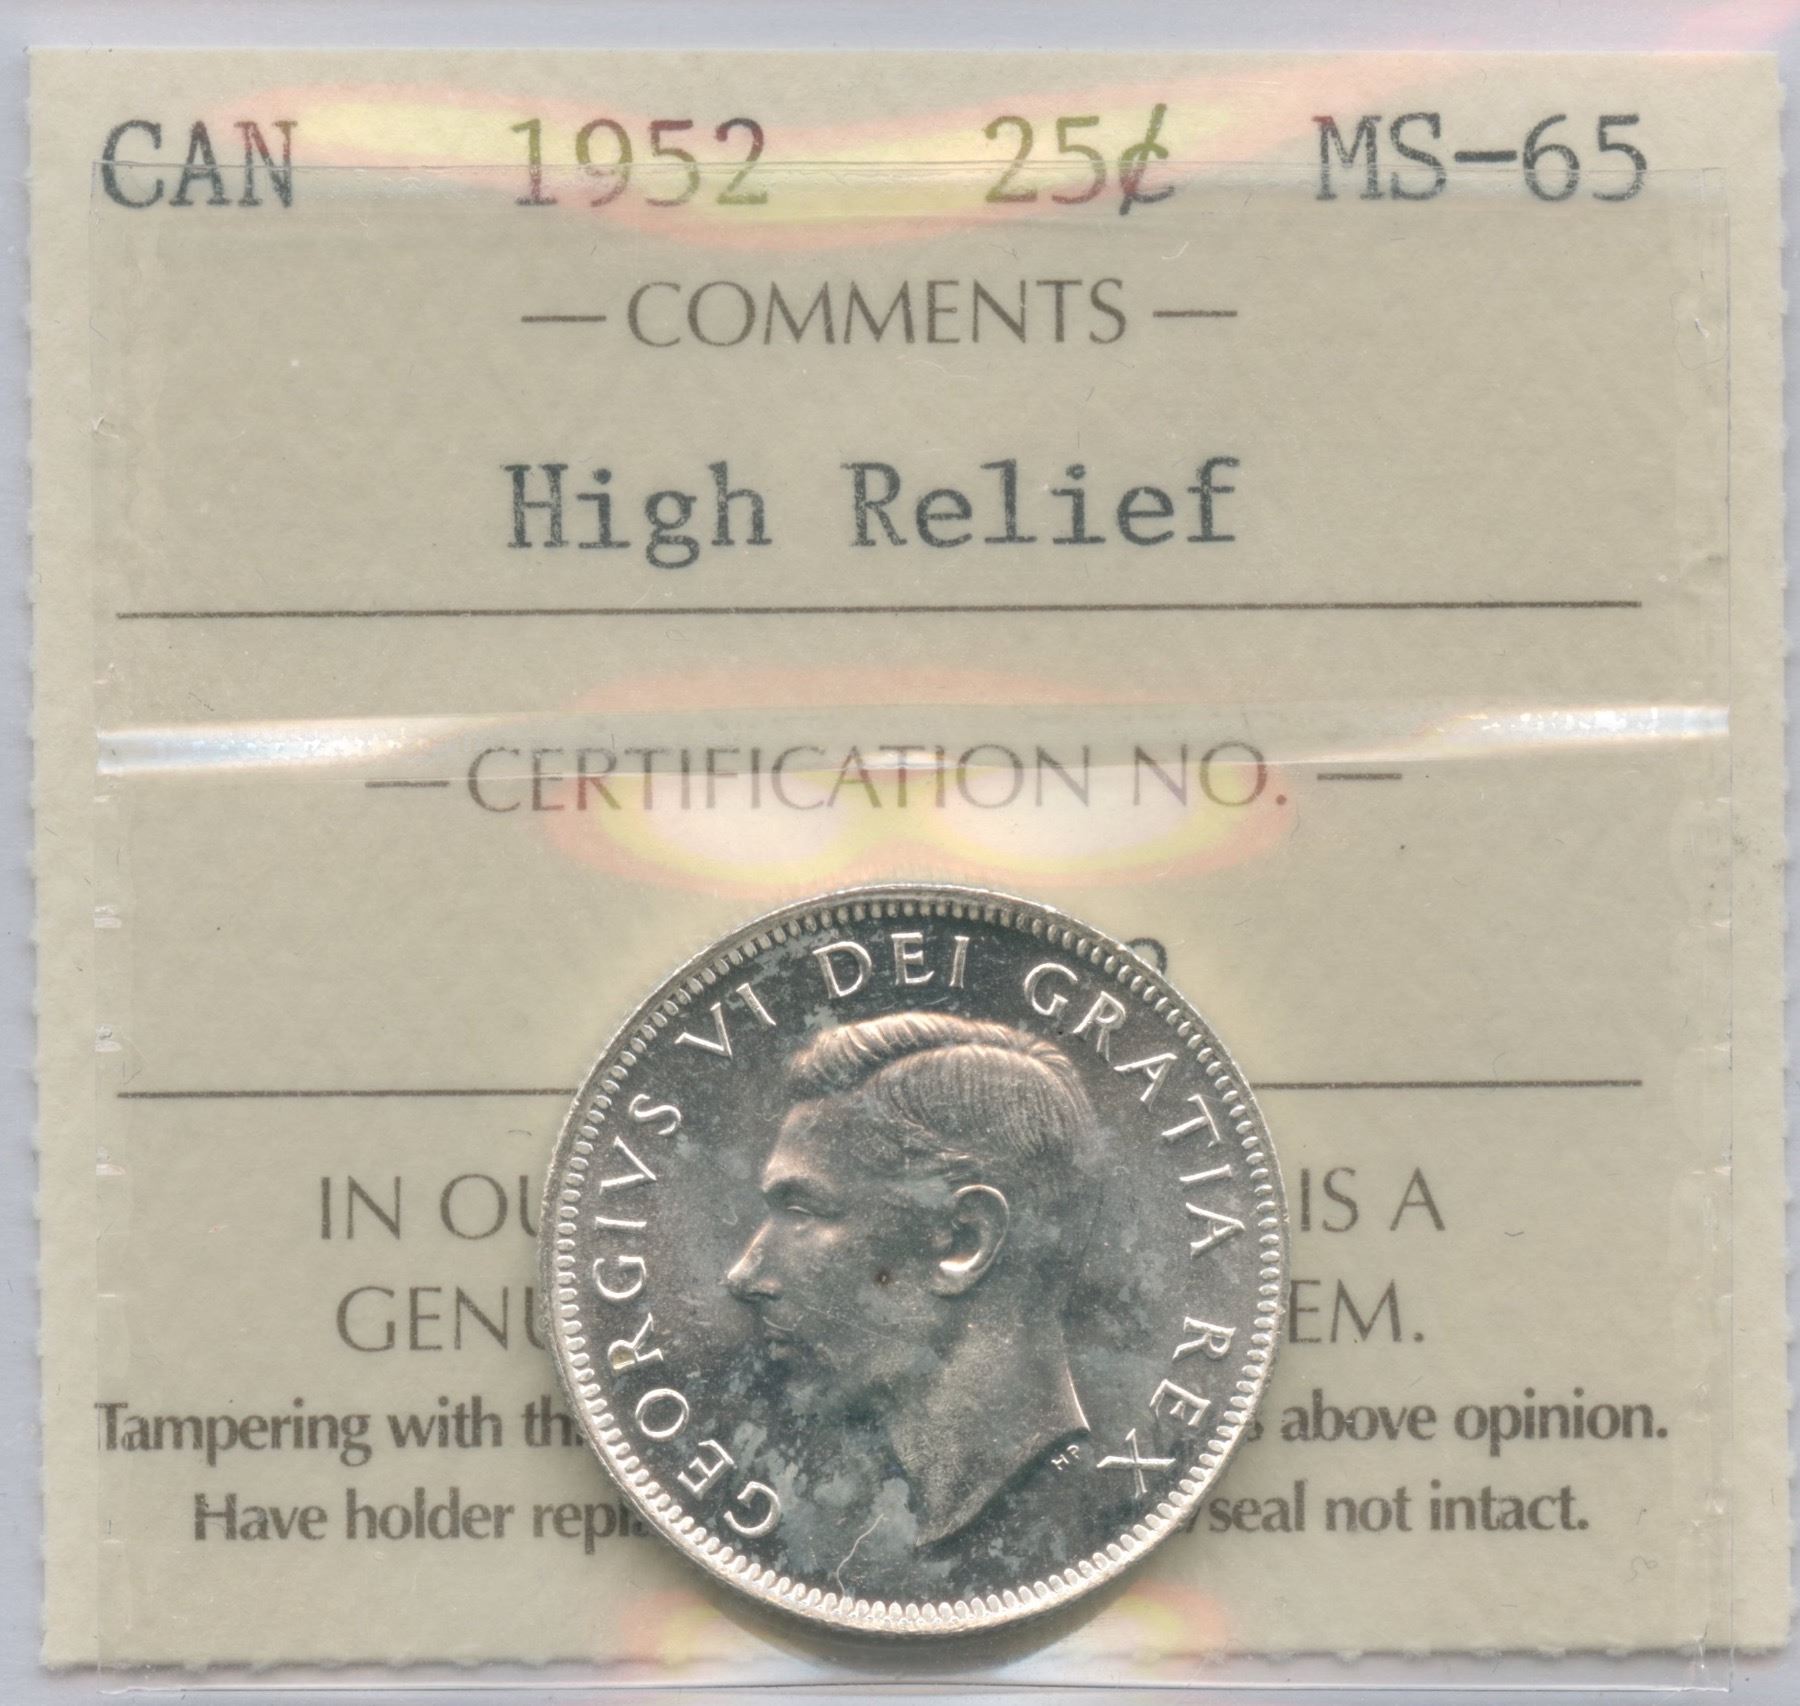 CAN 1952 25¢ MS-65
— COMMENTS —
High Relief
— CERTIFICATION NO. —
GEORGIVS VI DEI GRATIA REX
HP
IN OU IS A
GENU EM.
Tampering with th above opinion.
Have holder repl seal not intact.